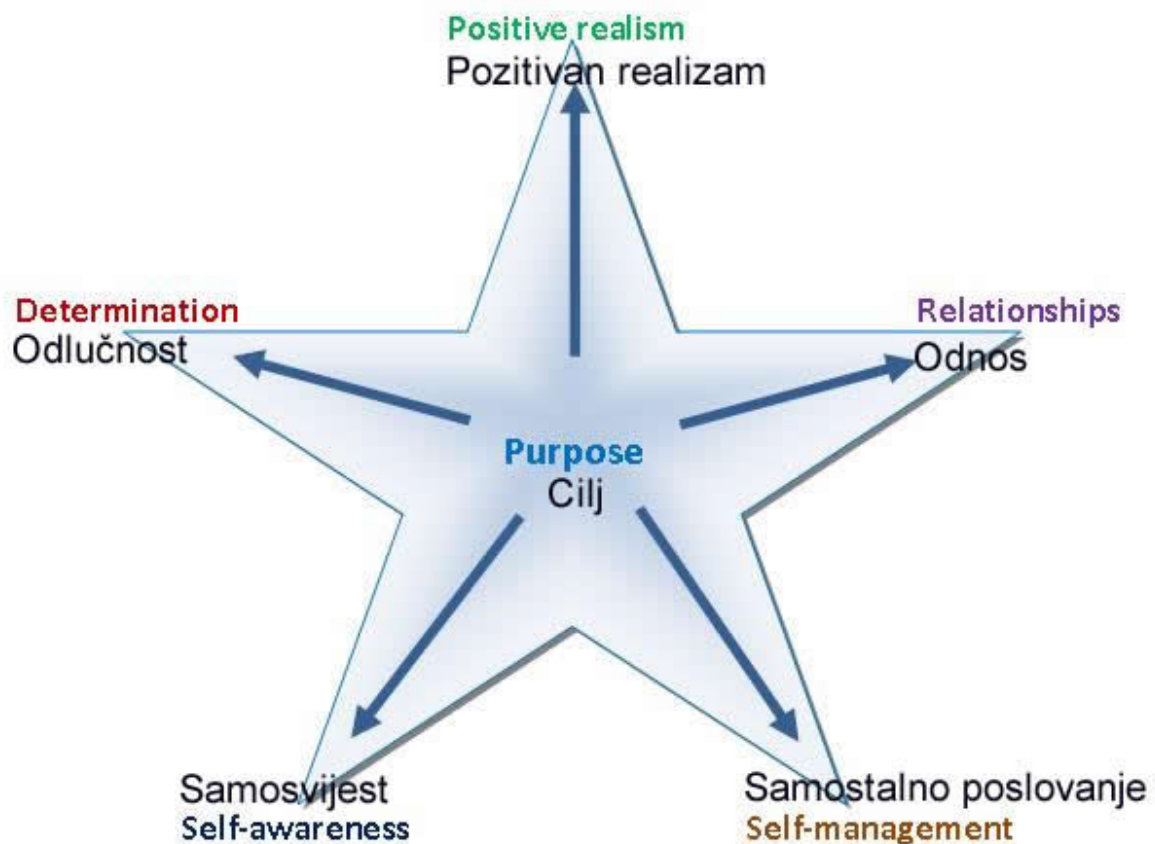 Positive realism
Pozitivan realizam
Determination
Odlučnost
Relationships
Odnos
Purpose
Cilj
Samosvijest
Self-awareness
Samostalno poslovanje
Self-management